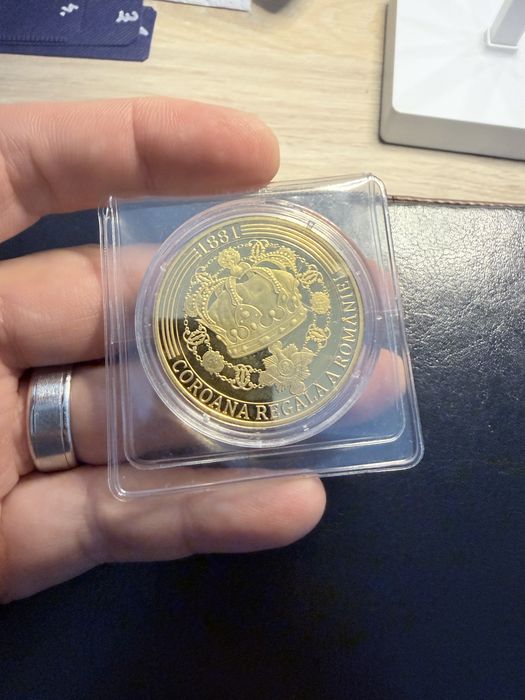 1881
COROANA REGALĂ A ROMÂNIEI